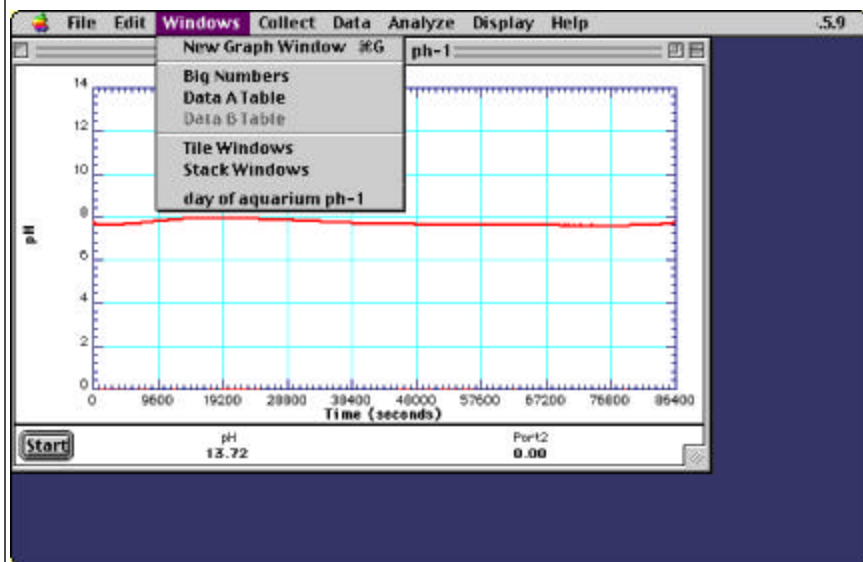 File Edit Windows Collect Data Analyze Display Help .5.9
New Graph Window ⌘G
ph-1
Big Numbers
Data A Table
Data B Table
Tile Windows
Stack Windows
day of aquarium ph-1
14
12
10
8
6
4
2
0
pH
0 9600 19200 28800 38400 48000 57600 67200 76800 86400
Time (seconds)
Start
pH
13.72
Port2
0.00